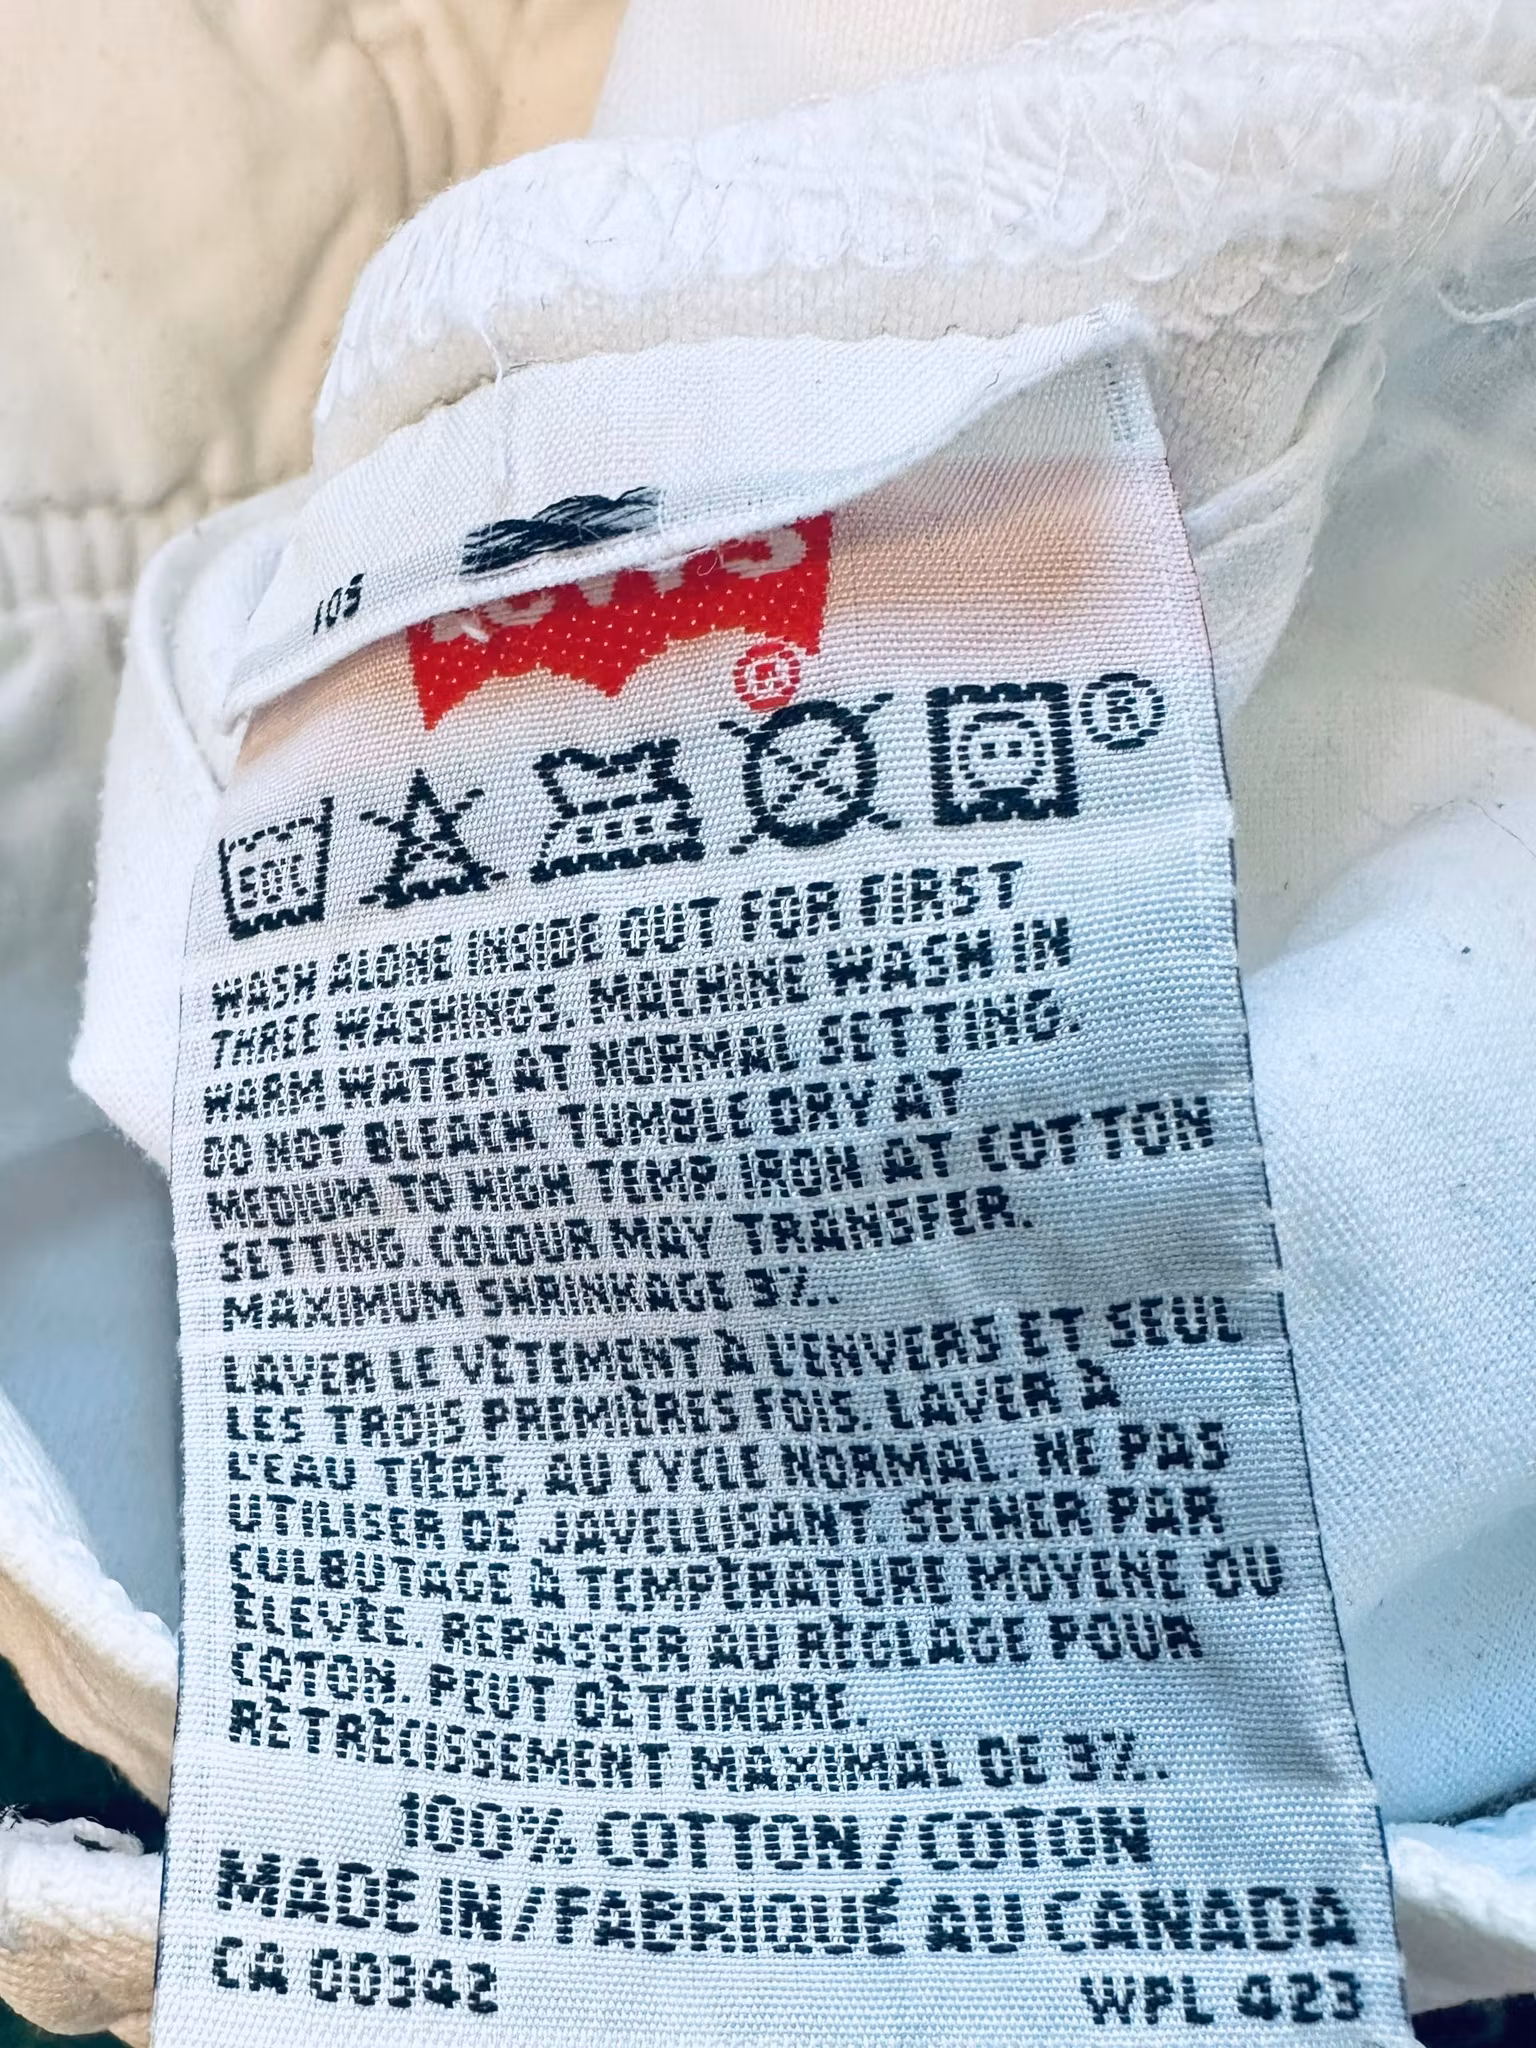 501
Levi's
®
®
50°C
WASH ALONE INSIDE OUT FOR FIRST
THREE WASHINGS. MACHINE WASH IN
WARM WATER AT NORMAL SETTING.
DO NOT BLEACH. TUMBLE DRY AT
MEDIUM TO HIGH TEMP. IRON AT COTTON
SETTING. COLOUR MAY TRANSFER.
MAXIMUM SHRINKAGE 3%.
LAVER LE VÊTEMENT À L'ENVERS ET SEUL
LES TROIS PREMIÈRES FOIS. LAVER À
L'EAU TIÈDE, AU CYCLE NORMAL. NE PAS
UTILISER DE JAVELLISANT. SÉCHER PAR
CULBUTAGE À TEMPÉRATURE MOYENE OU
ÉLEVÉE. REPASSER AU RÉGLAGE POUR
COTON. PEUT DÉTEINDRE.
RÉTRÉCISSEMENT MAXIMAL DE 3%.
100% COTTON/COTON
MADE IN/FABRIQUÉ AU CANADA
CA 00342 WPL 423